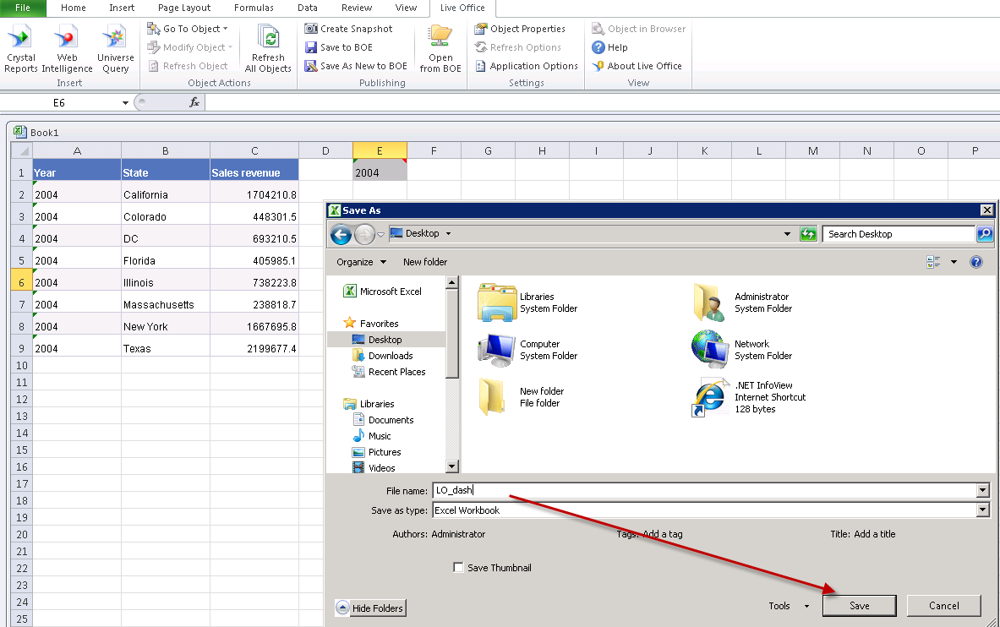 File Home Insert Page Layout Formulas Data Review View Live Office
Crystal Reports
Web Intelligence
Universe Query
Insert
Go To Object
Modify Object
Refresh Object
Refresh All Objects
Object Actions
Create Snapshot
Save to BOE
Save As New to BOE
Open from BOE
Publishing
Object Properties
Refresh Options
Application Options
Settings
Object in Browser
Help
About Live Office
View
E6 fx
Book1
A B C D E F G H I J K L M N O P
1 Year State Sales revenue 2004
2 2004 California 1704210.8
3 2004 Colorado 448301.5
4 2004 DC 693210.5
5 2004 Florida 405985.1
6 2004 Illinois 738223.8
7 2004 Massachusetts 238818.7
8 2004 New York 1667695.8
9 2004 Texas 2199677.4
10
11
12
13
14
15
16
17
18
19
20
21
22
23
24
25
Save As
Desktop Search Desktop
Organize New folder
Microsoft Excel
Favorites
Desktop
Downloads
Recent Places
Libraries
Documents
Music
Pictures
Videos
Libraries
System Folder
Administrator
System Folder
Computer
System Folder
Network
System Folder
New folder
File folder
.NET InfoView
Internet Shortcut
128 bytes
File name: LO_dash
Save as type: Excel Workbook
Authors: Administrator Tags: Add a tag Title: Add a title
Save Thumbnail
Hide Folders Tools Save Cancel